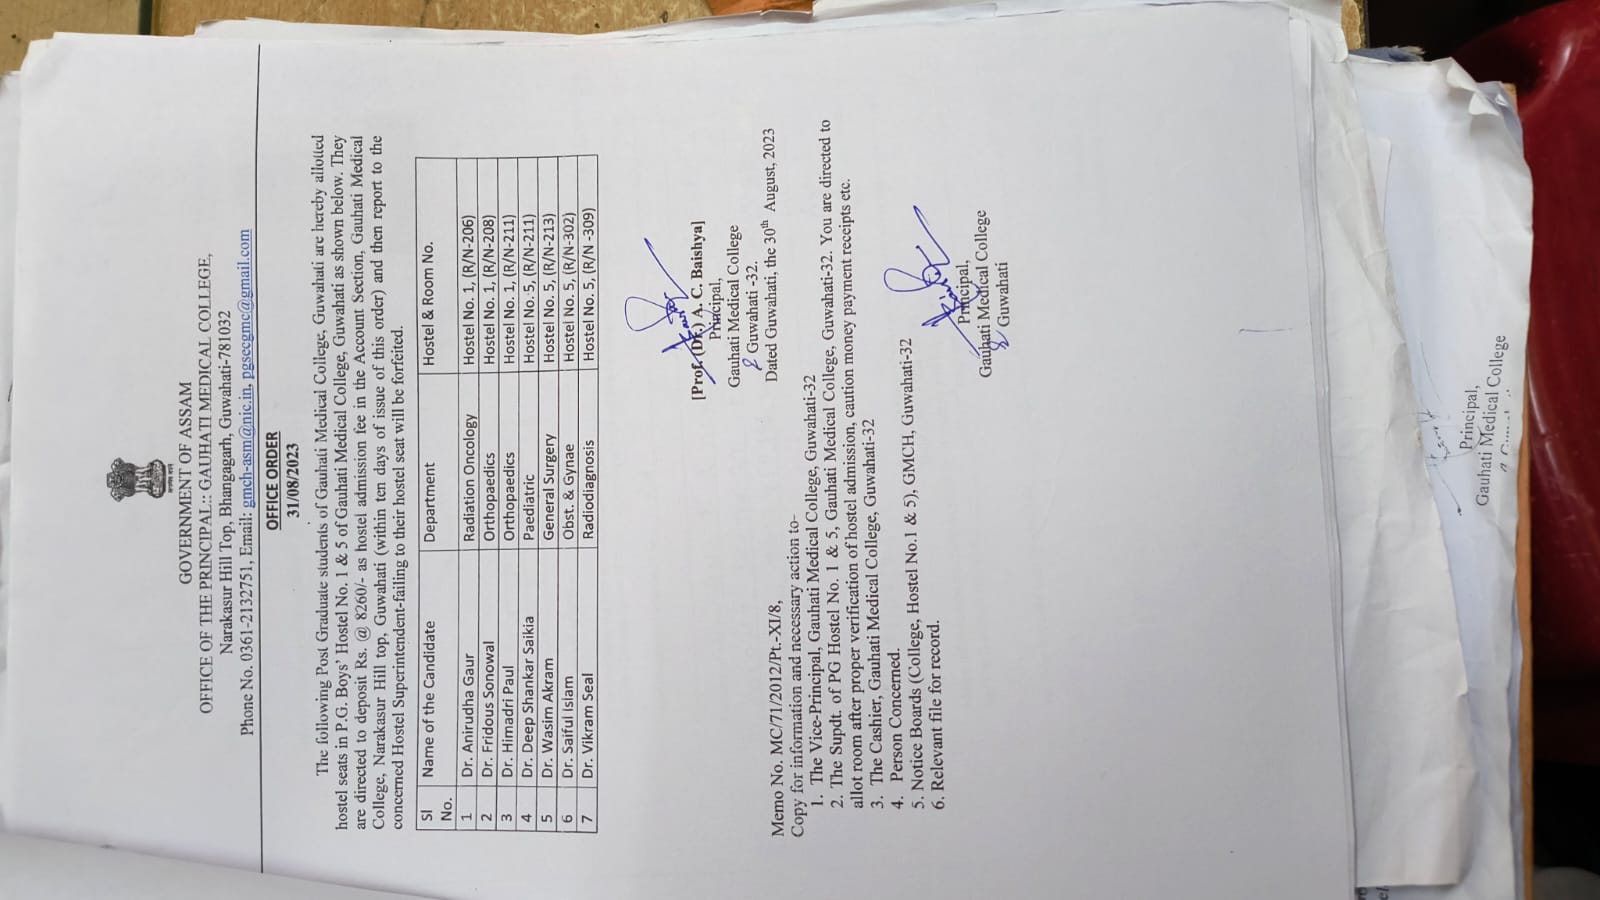 GOVERNMENT OF ASSAM
OFFICE OF THE PRINCIPAL:: GAUHATI MEDICAL COLLEGE,
Narakasur Hill Top, Bhangagarh, Guwahati-781032
Phone No. 0361-2132751, Email: gmch-asm@nic.in, pgsecgmc@gmail.com
OFFICE ORDER
31/08/2023
The following Post Graduate students of Gauhati Medical College, Guwahati are hereby allotted
hostel seats in P.G. Boys' Hostel No. 1 & 5 of Gauhati Medical College, Guwahati as shown below. They
are directed to deposit Rs. @ 8260/- as hostel admission fee in the Account Section, Gauhati Medical
College, Narakasur Hill top, Guwahati (within ten days of issue of this order) and then report to the
concerned Hostel Superintendent-failing to their hostel seat will be forfeited.
Sl No. Name of the Candidate Department Hostel & Room No.
1 Dr. Anirudha Gaur Radiation Oncology Hostel No. 1, (R/N-206)
2 Dr. Fridous Sonowal Orthopaedics Hostel No. 1, (R/N-208)
3 Dr. Himadri Paul Orthopaedics Hostel No. 1, (R/N-211)
4 Dr. Deep Shankar Saikia Paediatric Hostel No. 5, (R/N-211)
5 Dr. Wasim Akram General Surgery Hostel No. 5, (R/N-213)
6 Dr. Saiful Islam Obst. & Gynae Hostel No. 5, (R/N-302)
7 Dr. Vikram Seal Radiodiagnosis Hostel No. 5, (R/N -309)
[Prof. (Dr.) A. C. Baishya]
Principal,
Gauhati Medical College
Guwahati -32.
Memo No. MC/71/2012/Pt.-XI/8, Dated Guwahati, the 30th August, 2023
Copy for information and necessary action to-
1. The Vice-Principal, Gauhati Medical College, Guwahati-32
2. The Supdt. of PG Hostel No. 1 & 5, Gauhati Medical College, Guwahati-32. You are directed to
allot room after proper verification of hostel admission, caution money payment receipts etc.
3. The Cashier, Gauhati Medical College, Guwahati-32
4. Person Concerned.
5. Notice Boards (College, Hostel No.1 & 5), GMCH, Guwahati-32
6. Relevant file for record.
Principal,
Gauhati Medical College
Guwahati
Principal,
Gauhati Medical College